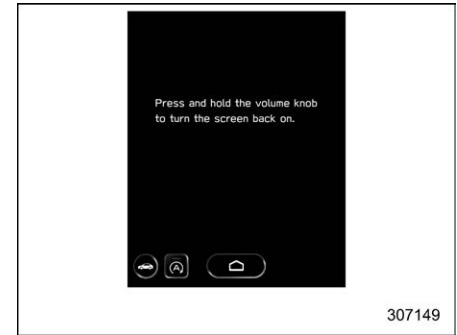 Press and hold the volume knob
to turn the screen back on.
A
307149